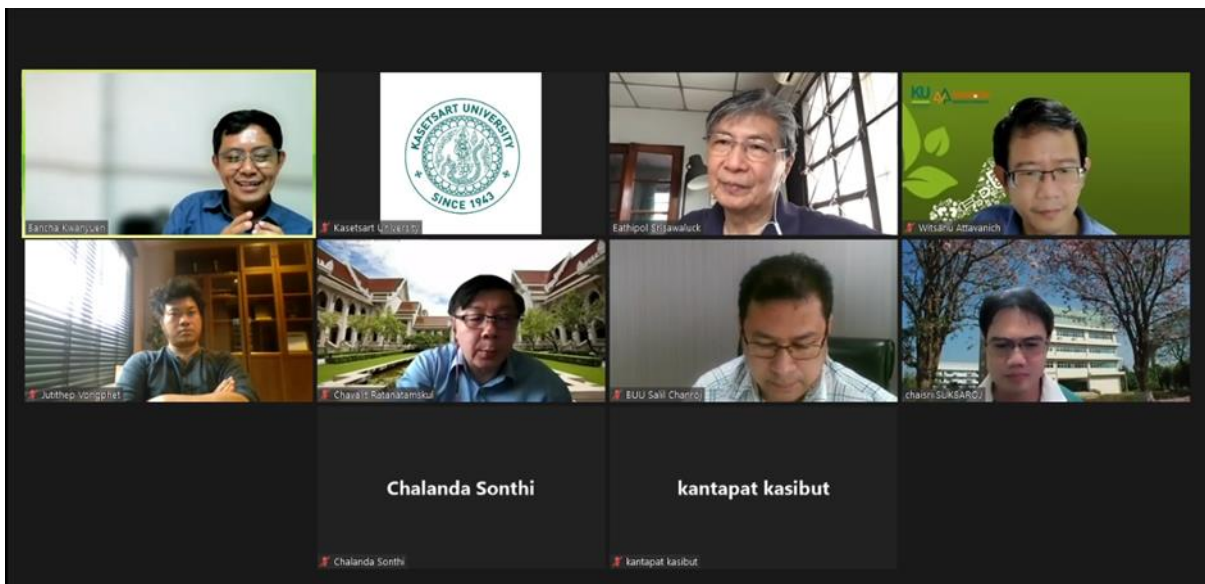 KASETSART UNIVERSITY
SINCE 1943
KU
Bancha Kwanyuen
Kasetsart University
Eathipol Srisawaluck
Witsanu Attavanich
Jutithep Vongphet
Chavalit Ratanatamskul
BUU Salil Chanroj
chaisri SUKSAROJ
Chalanda Sonthi
kantapat kasibut
Chalanda Sonthi
kantapat kasibut